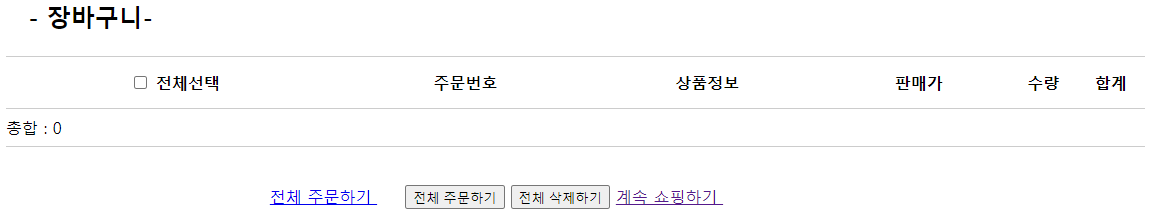 - 장바구니-
전체선택 주문번호 상품정보 판매가 수량 합계
종합 : 0
전체 주문하기 전체 주문하기 전체 삭제하기 계속 쇼핑하기